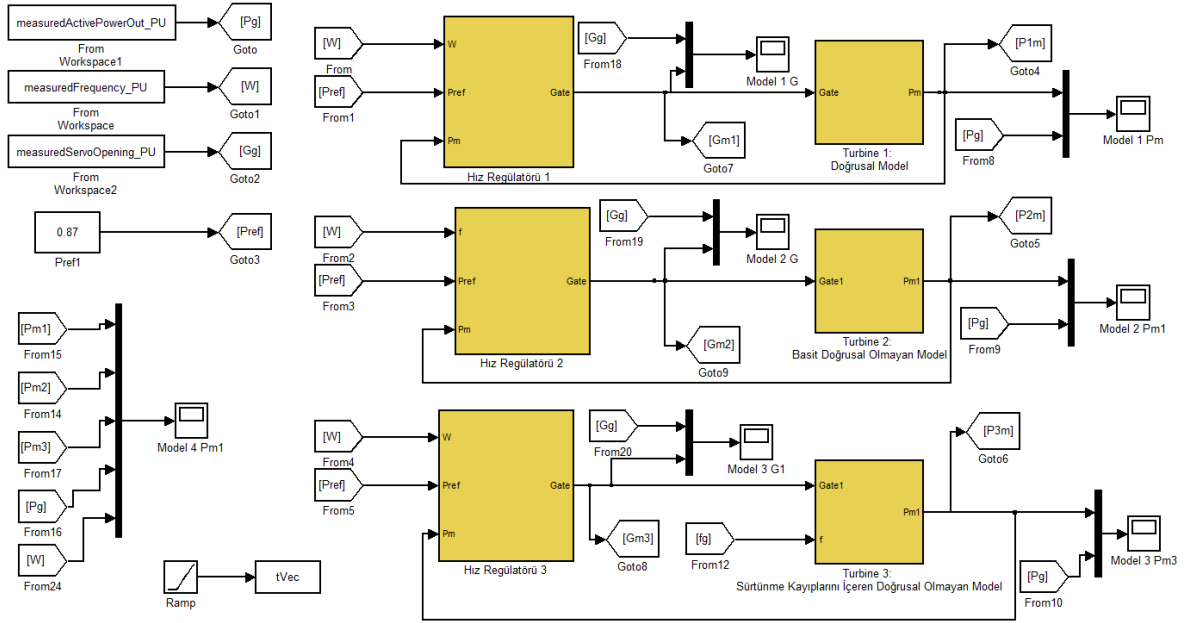 measuredActivePowerOut_PU
From
Workspace1
[Pg]
Goto
measuredFrequency_PU
From
Workspace
[W]
Goto1
measuredServoOpening_PU
From
Workspace2
[Gg]
Goto2
0.87
Pref1
[Pref]
Goto3
[Pm1]
From15
[Pm2]
From14
[Pm3]
From17
[Pg]
From16
[W]
From24
Model 4 Pm1
Ramp
tVec
[W]
From
[Pref]
From1
W
Pref
Pm
Gate
Hız Regülatörü 1
[Gg]
From18
Model 1 G
[Gm1]
Goto7
Gate
Pm
Turbine 1:
Doğrusal Model
[P1m]
Goto4
[Pg]
From8
Model 1 Pm
[W]
From2
[Pref]
From3
f
Pref
Pm
Gate
Hız Regülatörü 2
[Gg]
From19
Model 2 G
[Gm2]
Goto9
Gate1
Pm1
Turbine 2:
Basit Doğrusal Olmayan Model
[P2m]
Goto5
[Pg]
From9
Model 2 Pm1
[W]
From4
[Pref]
From5
W
Pref
Pm
Gate
Hız Regülatörü 3
[Gg]
From20
Model 3 G1
[Gm3]
Goto8
[fg]
From12
Gate1
f
Pm1
Turbine 3:
Sürtünme Kayıplarını İçeren Doğrusal Olmayan Model
[P3m]
Goto6
[Pg]
From10
Model 3 Pm3